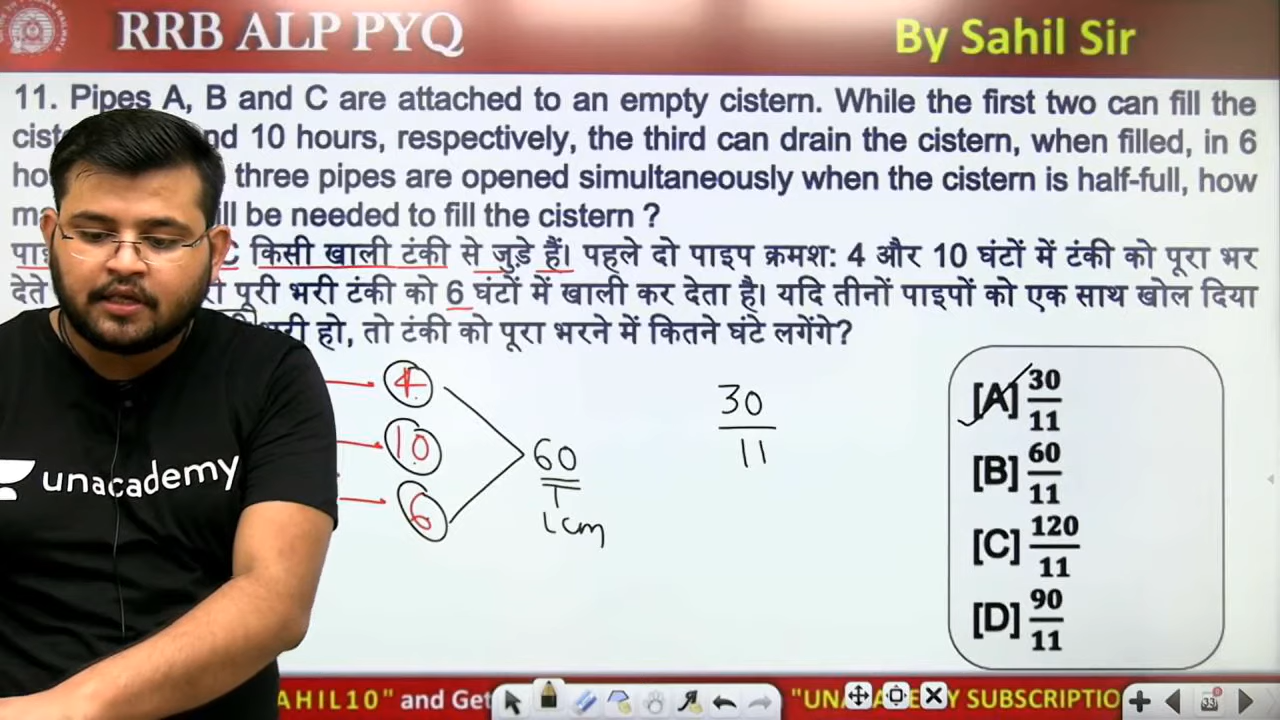 RRB ALP PYQ
By Sahil Sir
11. Pipes A, B and C are attached to an empty cistern. While the first two can fill the
10 hours, respectively, the third can drain the cistern, when filled, in 6
three pipes are opened simultaneously when the cistern is half-full, how
be needed to fill the cistern ?
किसी खाली टंकी से जुड़े हैं। पहले दो पाइप क्रमश: 4 और 10 घंटों में टंकी को पूरा भर
देते पूरी भरी टंकी को 6 घंटों में खाली कर देता है। यदि तीनों पाइपों को एक साथ खोल दिया
हो, तो टंकी को पूरा भरने में कितने घंटे लगेंगे?
4
10
6
60
Lcm
30
11
[A] 30/11
[B] 60/11
[C] 120/11
[D] 90/11
unacademy
AHIL10" and Get
SUBSCRIPTIO
33